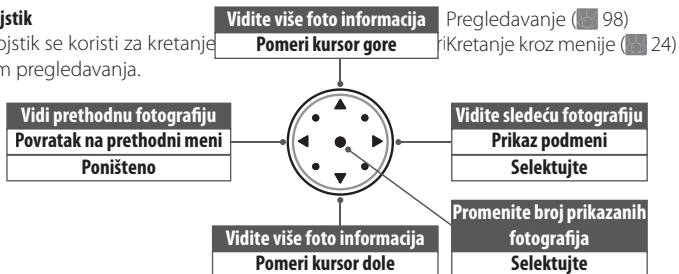 jstik
Vidite više foto informacija
Pregledavanje ( 98)
ojstik se koristi za kretanje
Pomeri kursor gore
riKretanje kroz menije ( 24)
m pregledavanja.
Vidi prethodnu fotografiju
Vidite sledeću fotografiju
Povratak na prethodni meni
Prikaz podmeni
Poništeno
Selektujte
Promenite broj prikazanih
fotografija
Vidite više foto informacija
Selektujte
Pomeri kursor dole